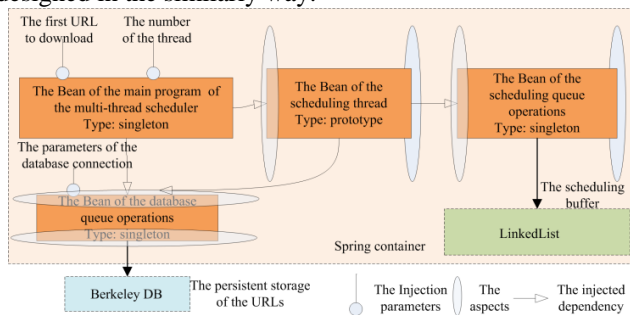 designed in the similarly way.
The first URL
to download
The number
of the thread
The Bean of the main program of
the multi-thread scheduler
Type: singleton
The Bean of the
scheduling thread
Type: prototype
The Bean of the
scheduling queue
operations
Type: singleton
The parameters of the
database connection
The Bean of the database
queue operations
Type: singleton
The scheduling
buffer
LinkedList
Spring container
Berkeley DB
The persistent storage
of the URLs
The Injection
parameters
The
aspects
The injected
dependency